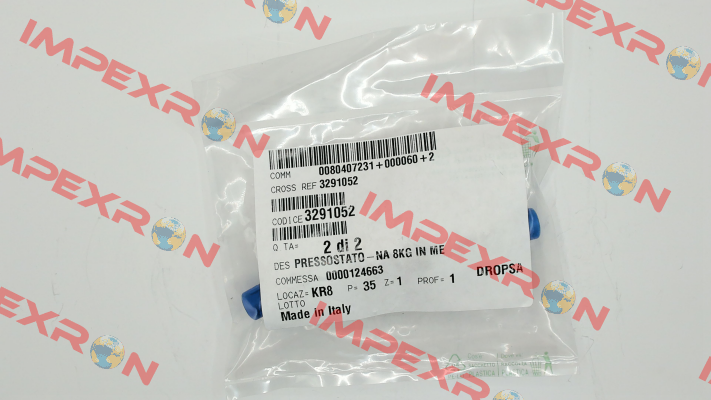 COMM 0080407231+000060+2
CROSS REF 3291052
CODICE 3291052
Q TA= 2 di 2
DES PRESSOSTATO-NA 8KG IN ME
COMMESSA 0000124663
LOCAZ= KR8 P= 35 Z= 1 PROF= 1 DROPSA
LOTTO
Made in Italy
IMPEXRON
IMPEXRON
IMPEXRON
IMPEXRON
IMPEXRON
IMPEXRON
IMPEXRON